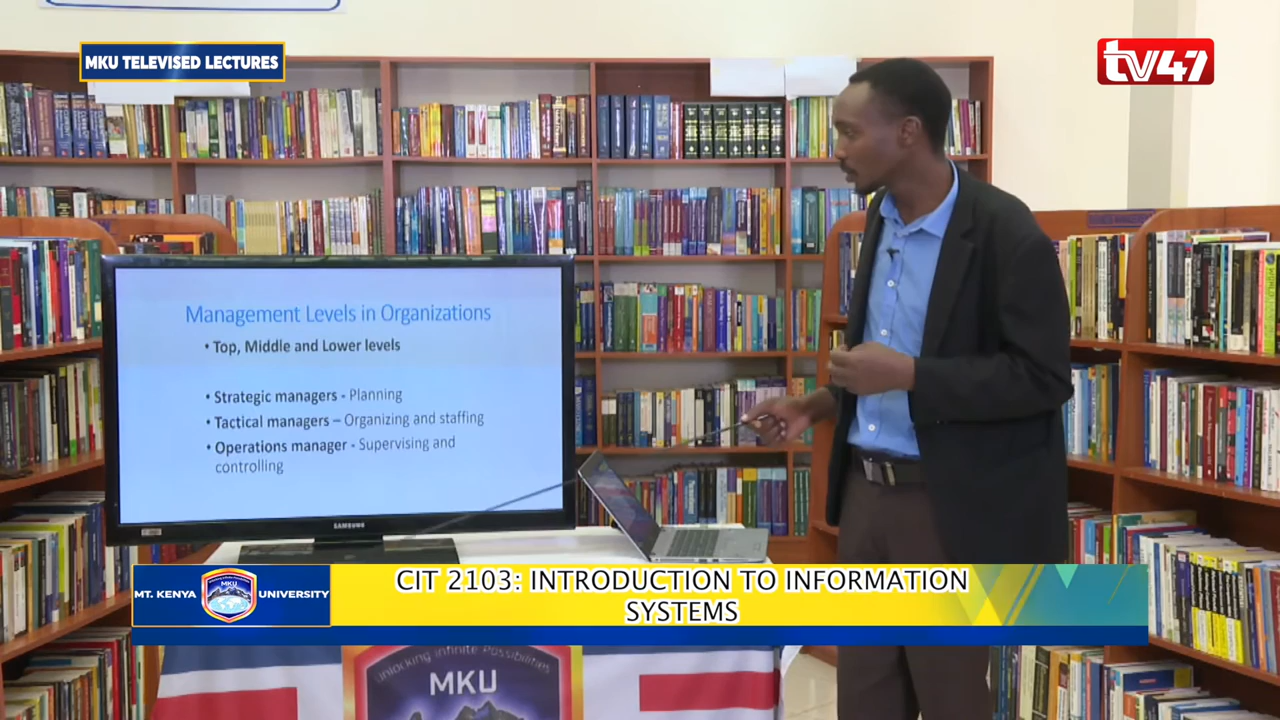 MKU TELEVISED LECTURES
tv47
Management Levels in Organizations
• Top, Middle and Lower levels
• Strategic managers - Planning
• Tactical managers – Organizing and staffing
• Operations manager - Supervising and
controlling
SAMSUNG
MT. KENYA
MKU
UNIVERSITY
CIT 2103: INTRODUCTION TO INFORMATION
SYSTEMS
Unlocking Infinite Possibilities
MKU